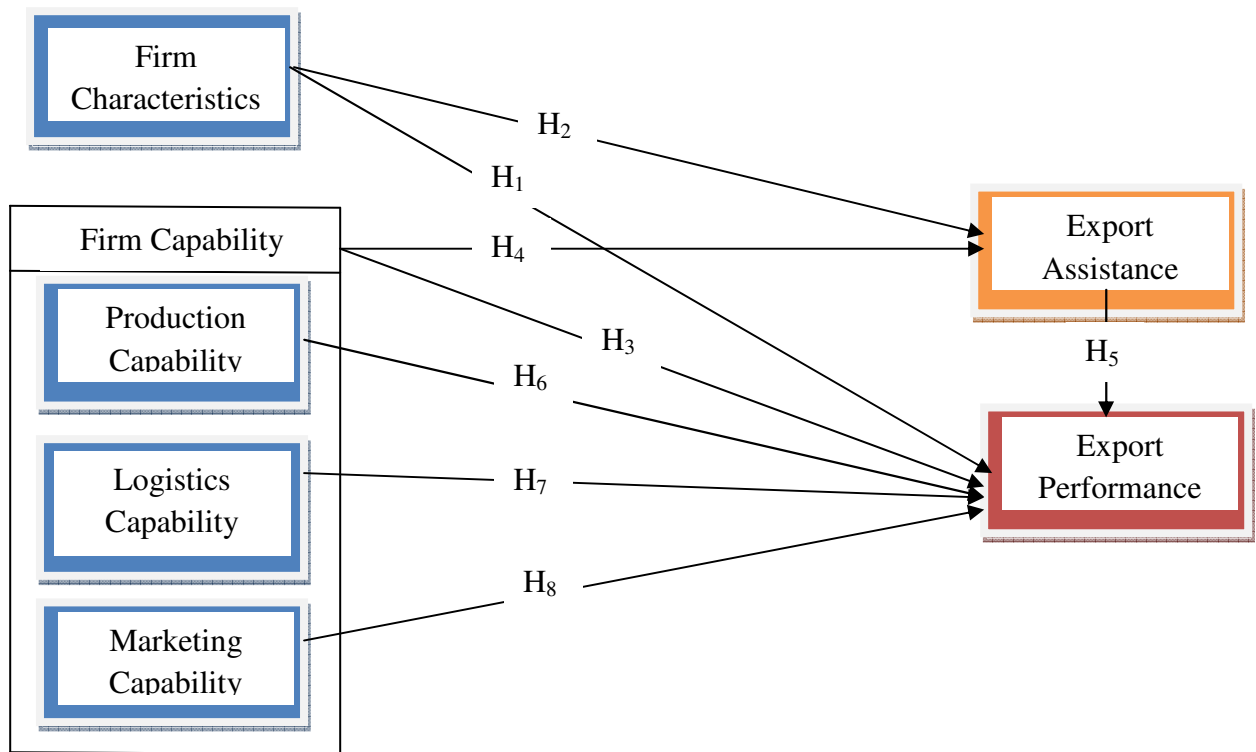 Firm
Characteristics
H₂
H₁
Firm Capability
H₄
Export
Assistance
Production
Capability
H₃
H₆
H₅
Export
Performance
Logistics
Capability
H₇
H₈
Marketing
Capability